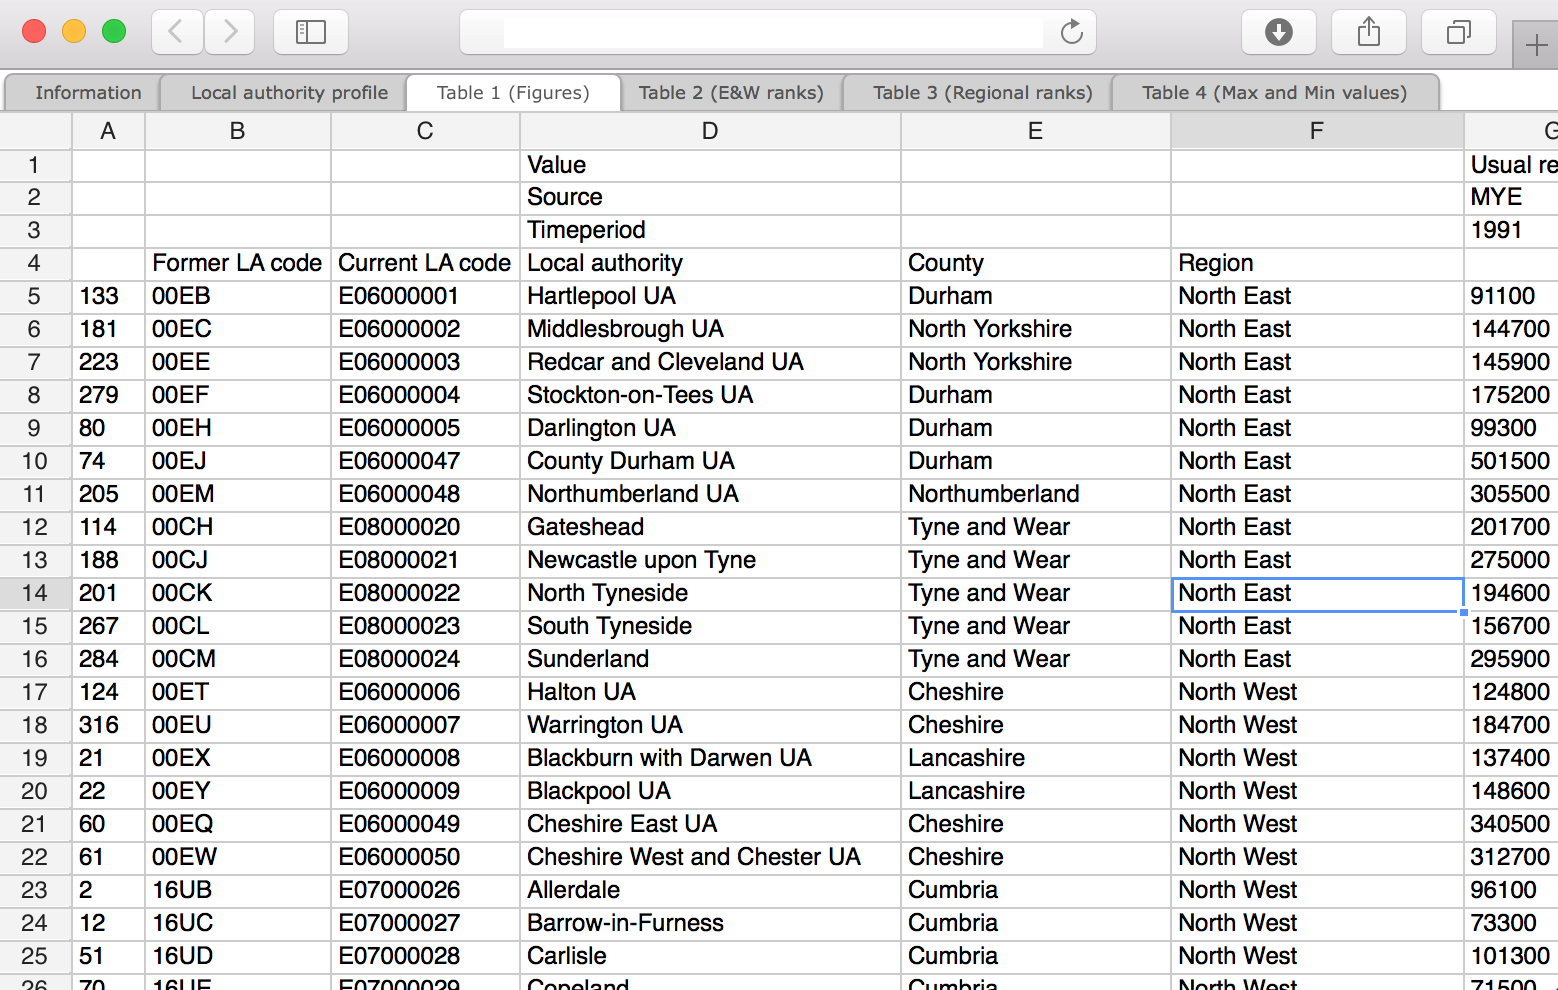 Information Local authority profile Table 1 (Figures) Table 2 (E&W ranks) Table 3 (Regional ranks) Table 4 (Max and Min values)
A B C D E F G
1 Value Usual re
2 Source MYE
3 Timeperiod 1991
4 Former LA code Current LA code Local authority County Region
5 133 00EB E06000001 Hartlepool UA Durham North East 91100
6 181 00EC E06000002 Middlesbrough UA North Yorkshire North East 144700
7 223 00EE E06000003 Redcar and Cleveland UA North Yorkshire North East 145900
8 279 00EF E06000004 Stockton-on-Tees UA Durham North East 175200
9 80 00EH E06000005 Darlington UA Durham North East 99300
10 74 00EJ E06000047 County Durham UA Durham North East 501500
11 205 00EM E06000048 Northumberland UA Northumberland North East 305500
12 114 00CH E08000020 Gateshead Tyne and Wear North East 201700
13 188 00CJ E08000021 Newcastle upon Tyne Tyne and Wear North East 275000
14 201 00CK E08000022 North Tyneside Tyne and Wear North East 194600
15 267 00CL E08000023 South Tyneside Tyne and Wear North East 156700
16 284 00CM E08000024 Sunderland Tyne and Wear North East 295900
17 124 00ET E06000006 Halton UA Cheshire North West 124800
18 316 00EU E06000007 Warrington UA Cheshire North West 184700
19 21 00EX E06000008 Blackburn with Darwen UA Lancashire North West 137400
20 22 00EY E06000009 Blackpool UA Lancashire North West 148600
21 60 00EQ E06000049 Cheshire East UA Cheshire North West 340500
22 61 00EW E06000050 Cheshire West and Chester UA Cheshire North West 312700
23 2 16UB E07000026 Allerdale Cumbria North West 96100
24 12 16UC E07000027 Barrow-in-Furness Cumbria North West 73300
25 51 16UD E07000028 Carlisle Cumbria North West 101300
26 70 16UE E07000029 Copeland Cumbria North West 71500